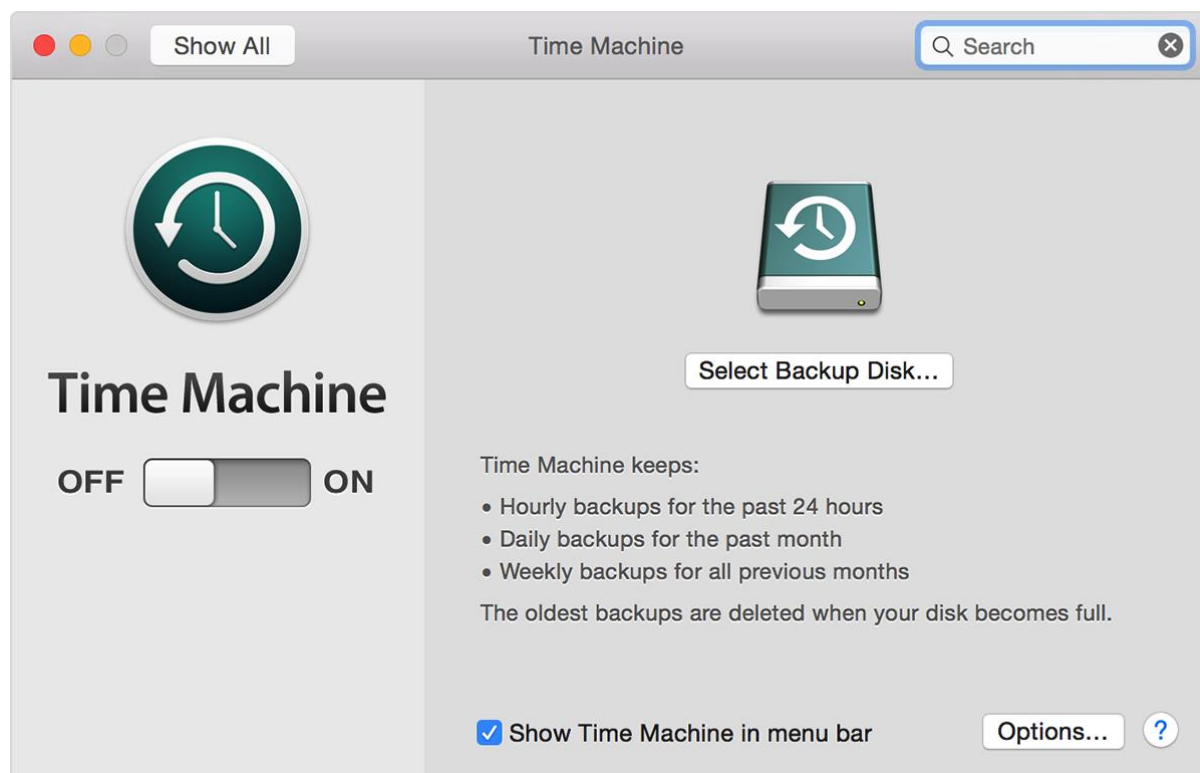 Show All
Time Machine
Search
Time Machine
OFF ON
Select Backup Disk...
Time Machine keeps:
• Hourly backups for the past 24 hours
• Daily backups for the past month
• Weekly backups for all previous months
The oldest backups are deleted when your disk becomes full.
Show Time Machine in menu bar
Options...
?